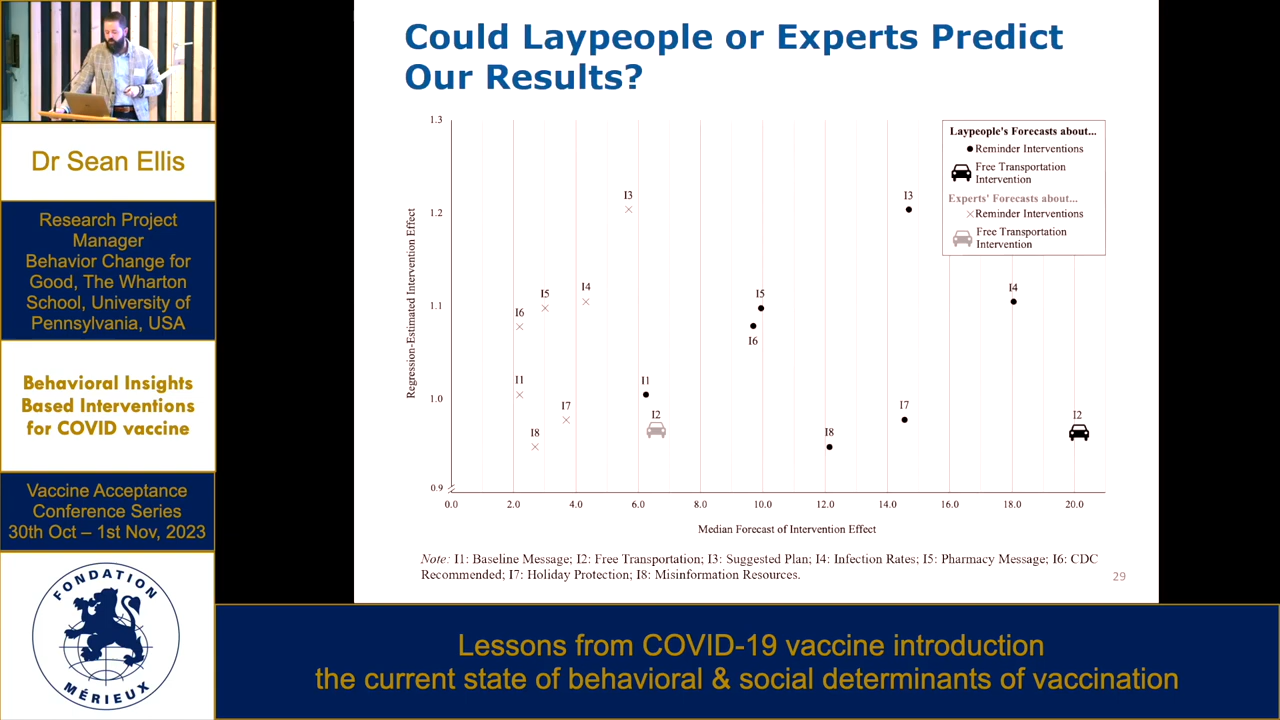 Could Laypeople or Experts Predict
Our Results?
Dr Sean Ellis
Research Project
Manager
Behavior Change for
Good, The Wharton
School, University of
Pennsylvania, USA
Behavioral Insights
Based Interventions
for COVID vaccine
Vaccine Acceptance
Conference Series
30th Oct – 1st Nov, 2023
FONDATION
MÉRIEUX
Regression-Estimated Intervention Effect
1.3
1.2
1.1
1.0
0.9
I3
I3
I4
I5
I4
I5
I6
I6
I1
I1
I7
I2
I7
I2
I8
I8
Laypeople's Forecasts about...
Reminder Interventions
Free Transportation
Intervention
Experts' Forecasts about...
Reminder Interventions
Free Transportation
Intervention
0.0 2.0 4.0 6.0 8.0 10.0 12.0 14.0 16.0 18.0 20.0
Median Forecast of Intervention Effect
Note: I1: Baseline Message; I2: Free Transportation; I3: Suggested Plan; I4: Infection Rates; I5: Pharmacy Message; I6: CDC
Recommended; I7: Holiday Protection; I8: Misinformation Resources.
29
Lessons from COVID-19 vaccine introduction
the current state of behavioral & social determinants of vaccination